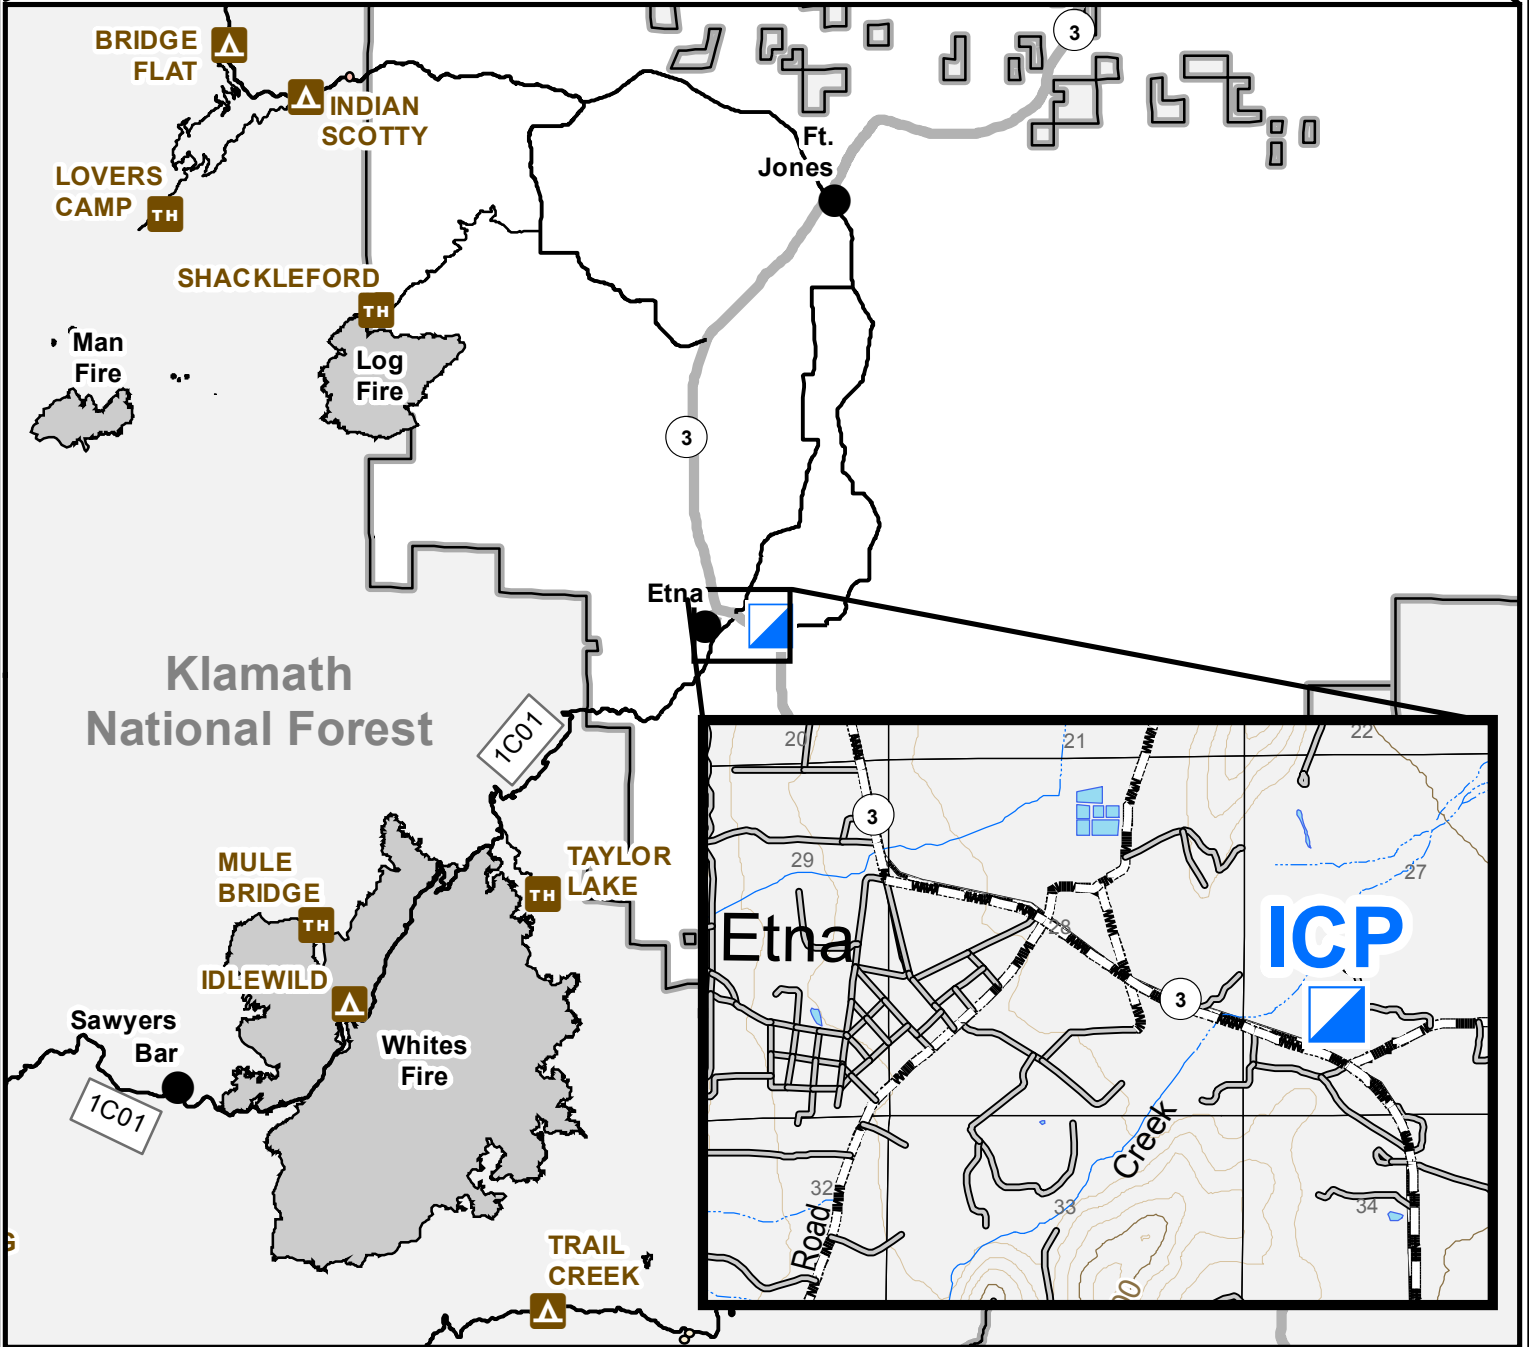 BRIDGE
FLAT
3
INDIAN
SCOTTY
Ft.
Jones
LOVERS
CAMP
TH
SHACKLEFORD
TH
Man
Fire
Log
Fire
3
Etna
Klamath
National Forest
1C01
MULE
BRIDGE
TH
TAYLOR
LAKE
TH
IDLEWILD
Sawyers
Bar
Whites
Fire
1C01
TRAIL
CREEK
20
21
22
3
29
27
Etna
28
ICP
3
Creek
32
33
34
Road